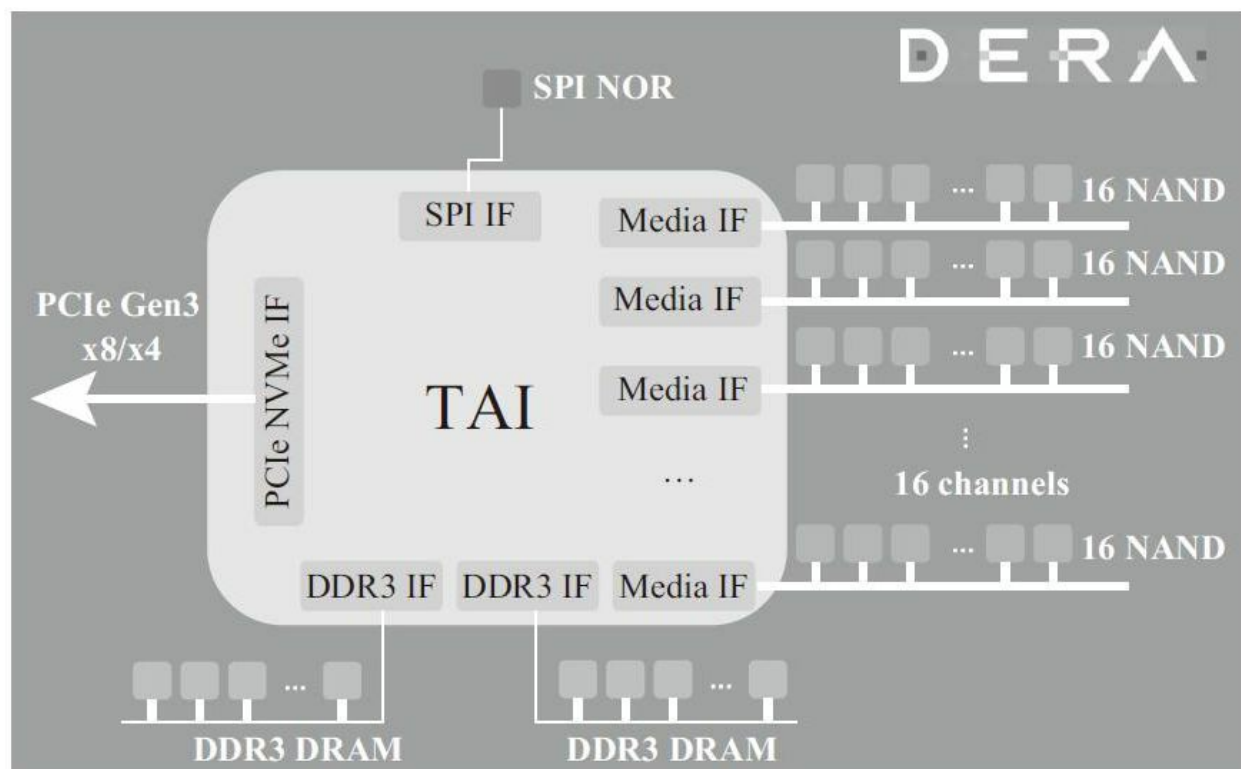 DERA
SPI NOR
SPI IF
Media IF
... 16 NAND
Media IF
... 16 NAND
Media IF
... 16 NAND
PCIe Gen3
x8/x4
PCIe NVMe IF
TAI
...
...
16 channels
Media IF
... 16 NAND
DDR3 IF
DDR3 IF
...
DDR3 DRAM
...
DDR3 DRAM